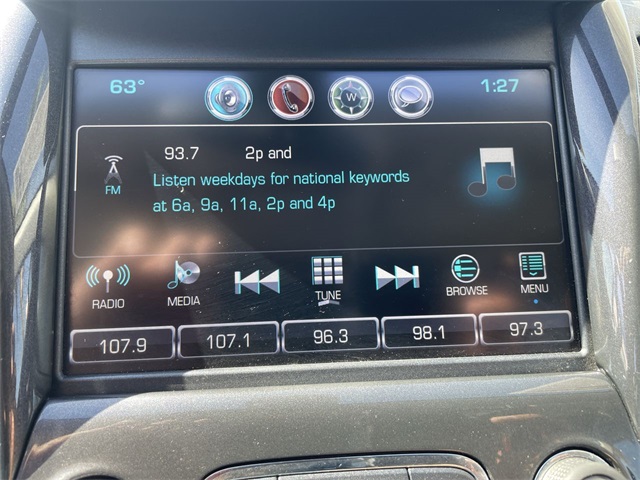 63° W 1:27
93.7 2p and
FM
Listen weekdays for national keywords
at 6a, 9a, 11a, 2p and 4p
RADIO MEDIA TUNE BROWSE MENU
107.9 107.1 96.3 98.1 97.3